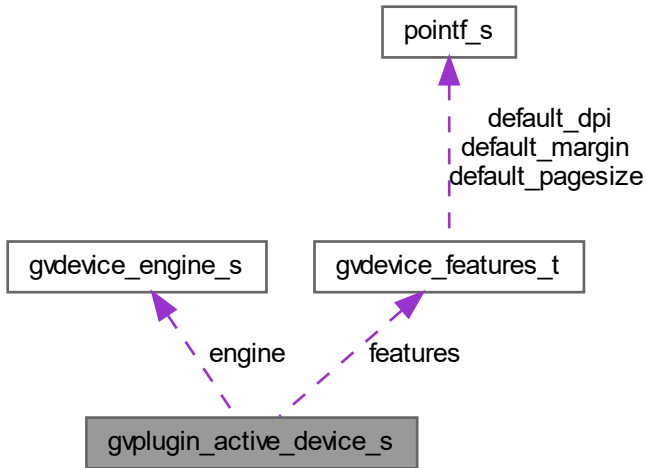 pointf_s
default_dpi
default_margin
default_pagesize
gvdevice_engine_s
gvdevice_features_t
engine
features
gvplugin_active_device_s